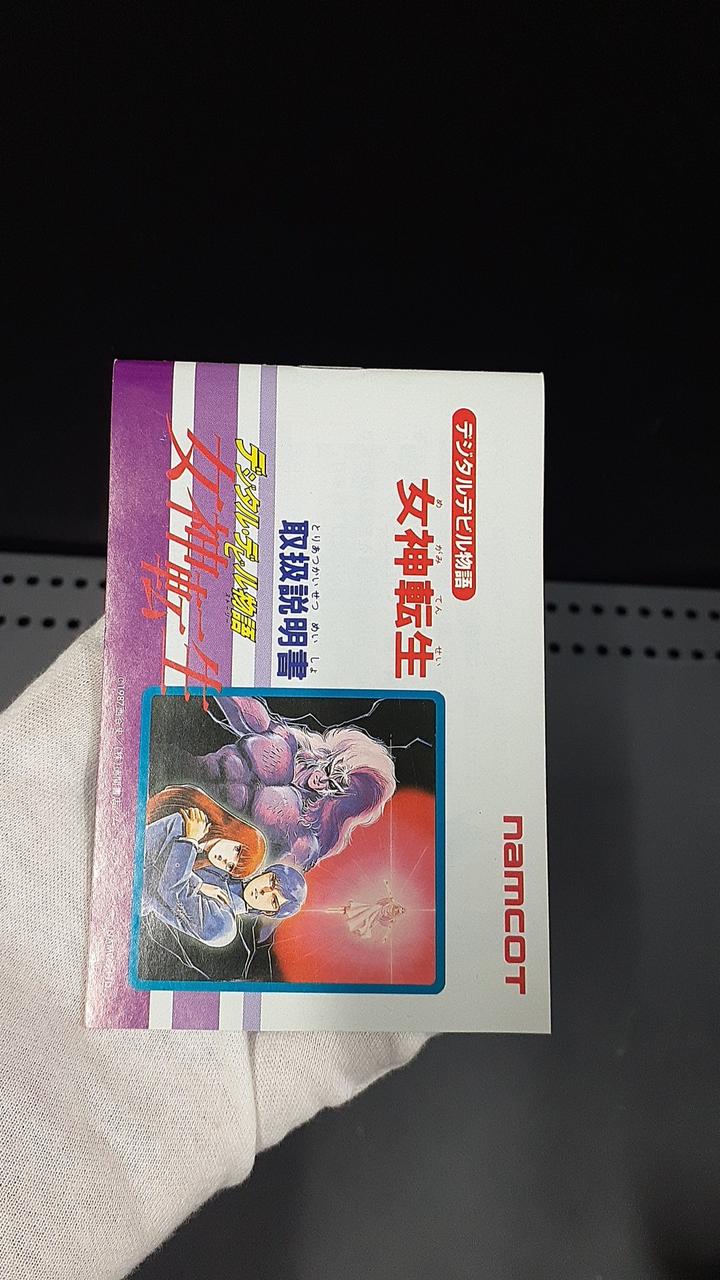 namcot
デジタルデビル物語
めがみてんせい
女神転生
とりあつかいせつめいしょ
取扱説明書
デジタル・デビル物語
女神転生